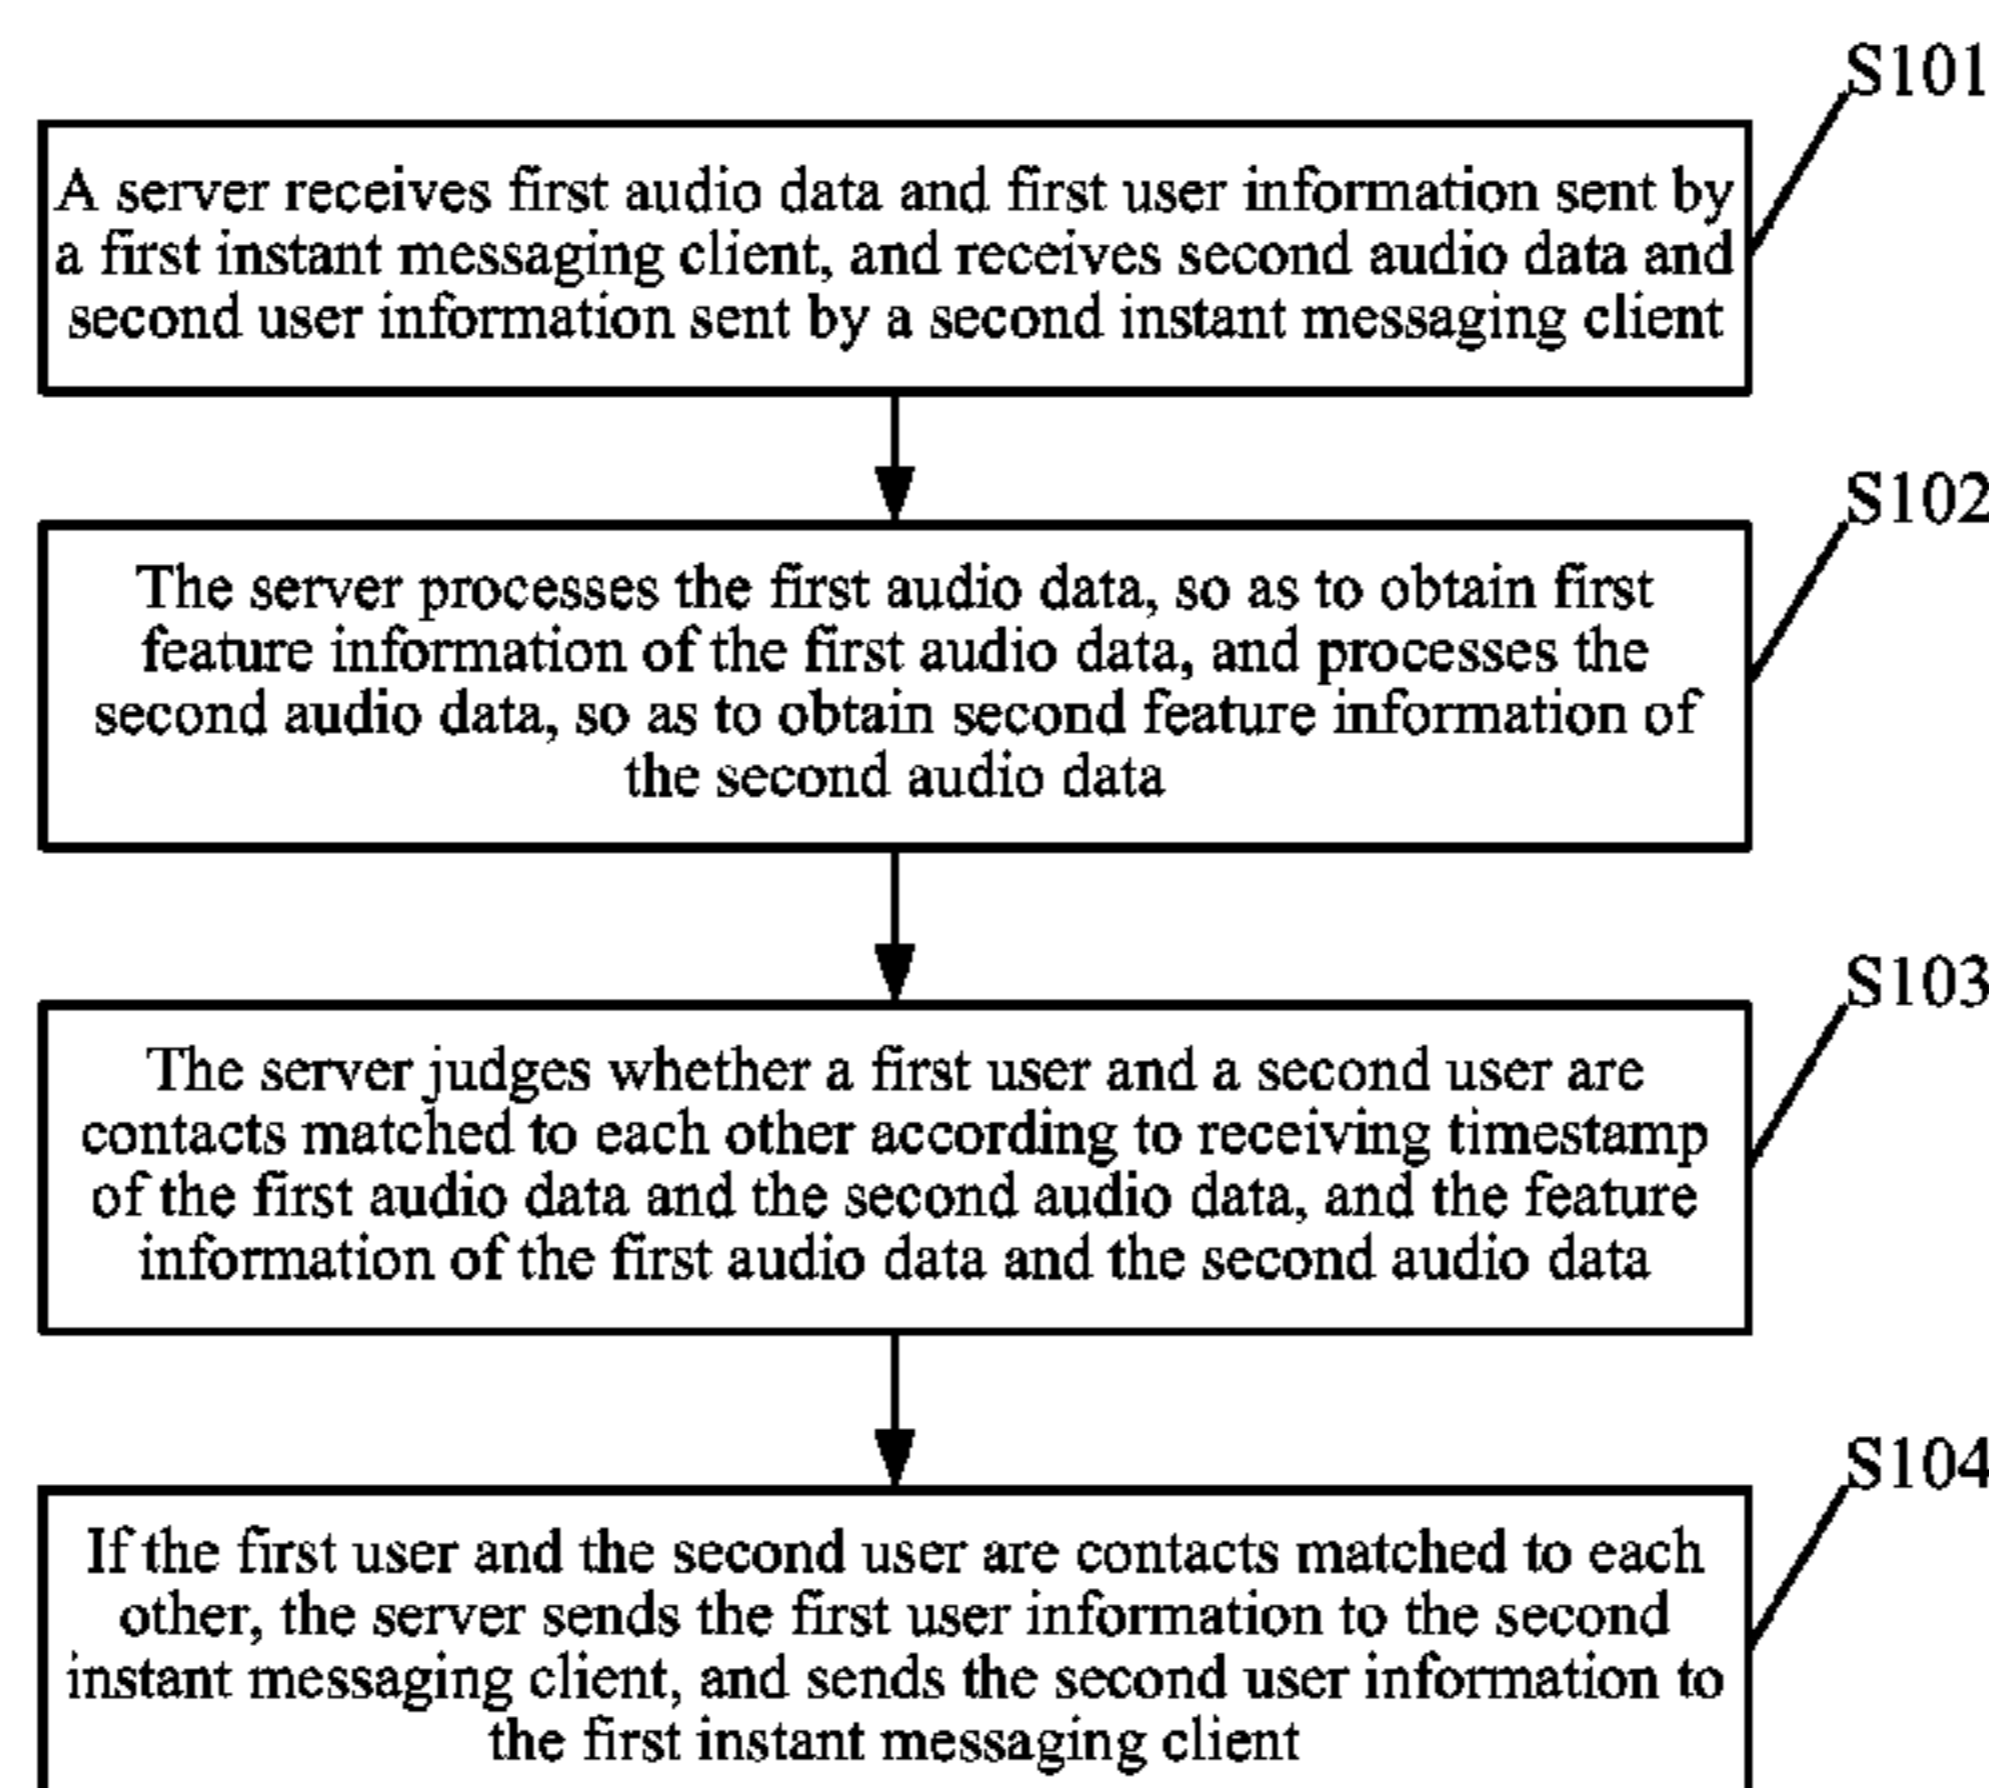 S101
A server receives first audio data and first user information sent by
a first instant messaging client, and receives second audio data and
second user information sent by a second instant messaging client
S102
The server processes the first audio data, so as to obtain first
feature information of the first audio data, and processes the
second audio data, so as to obtain second feature information of
the second audio data
S103
The server judges whether a first user and a second user are
contacts matched to each other according to receiving timestamp
of the first audio data and the second audio data, and the feature
information of the first audio data and the second audio data
S104
If the first user and the second user are contacts matched to each
other, the server sends the first user information to the second
instant messaging client, and sends the second user information to
the first instant messaging client